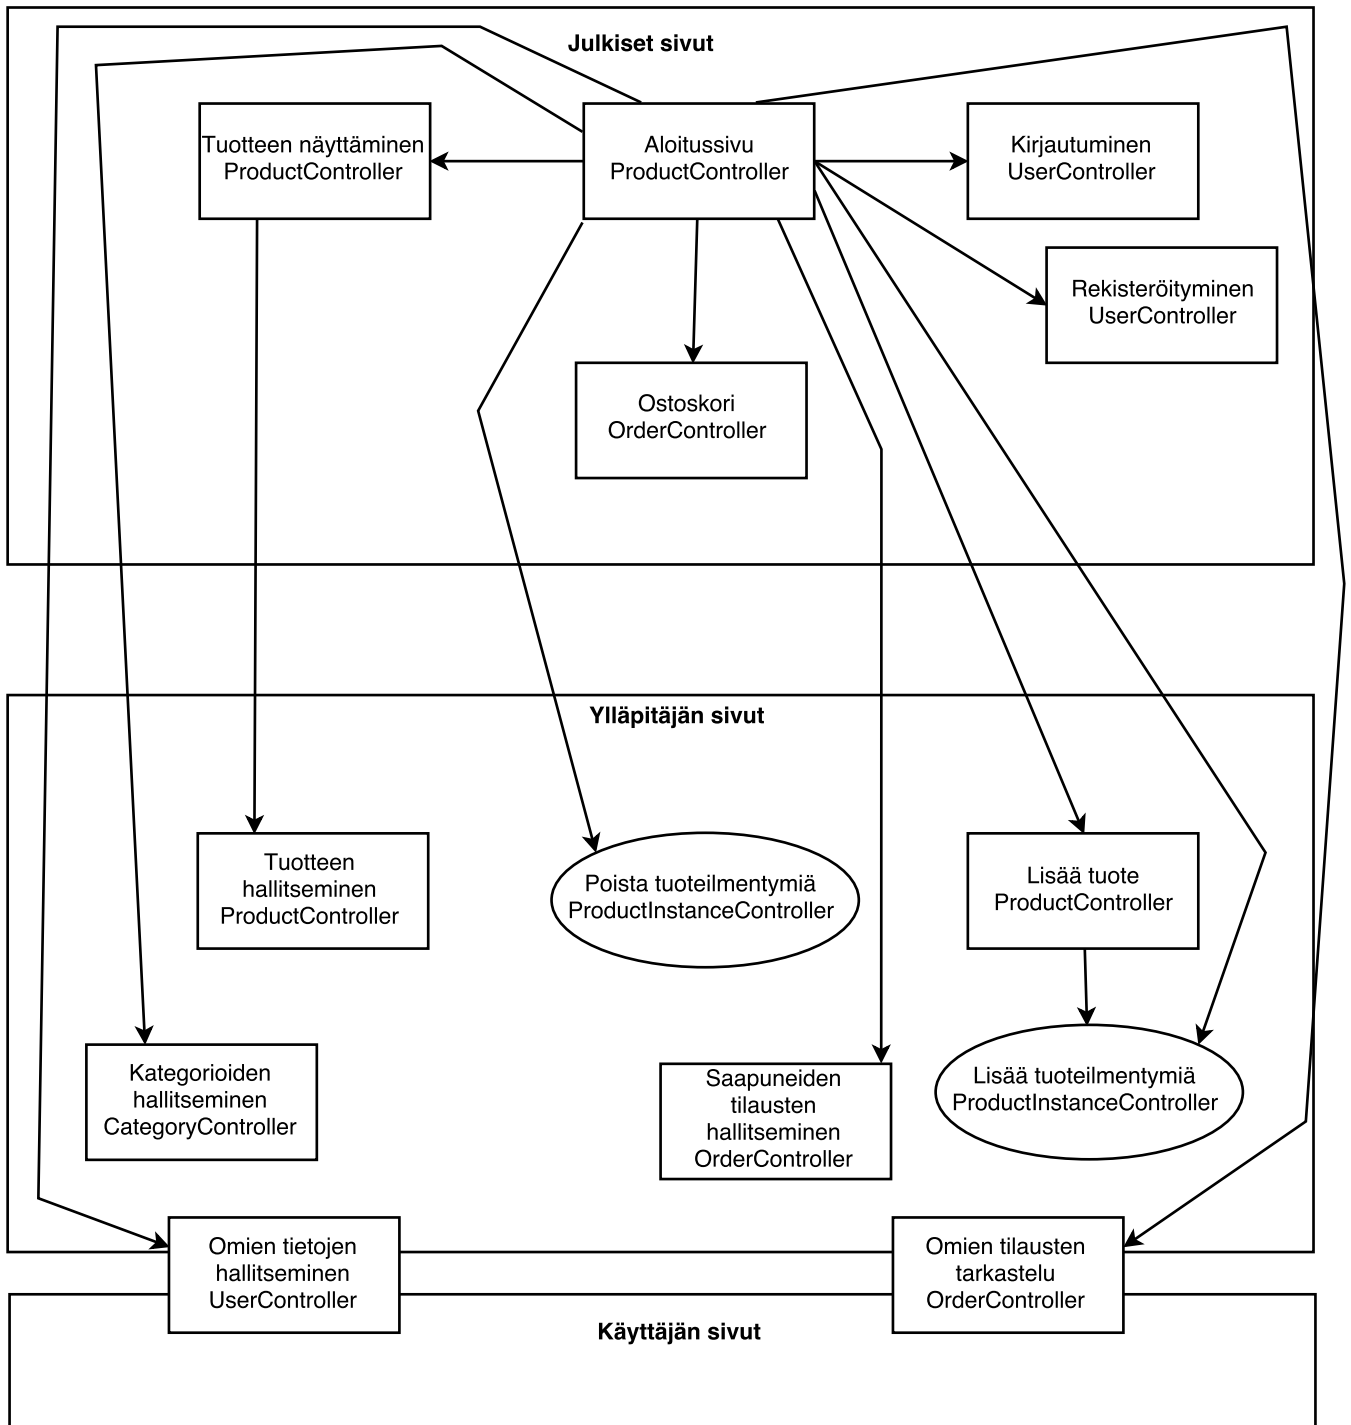 Julkiset sivut
Tuotteen näyttäminen
ProductController
Aloitussivu
ProductController
Kirjautuminen
UserController
Rekisteröityminen
UserController
Ostoskori
OrderController
Ylläpitäjän sivut
Tuotteen
hallitseminen
ProductController
Poista tuoteilmentymiä
ProductInstanceController
Lisää tuote
ProductController
Kategorioiden
hallitseminen
CategoryController
Saapuneiden
tilausten
hallitseminen
OrderController
Lisää tuoteilmentymiä
ProductInstanceController
Omien tietojen
hallitseminen
UserController
Omien tilausten
tarkastelu
OrderController
Käyttäjän sivut